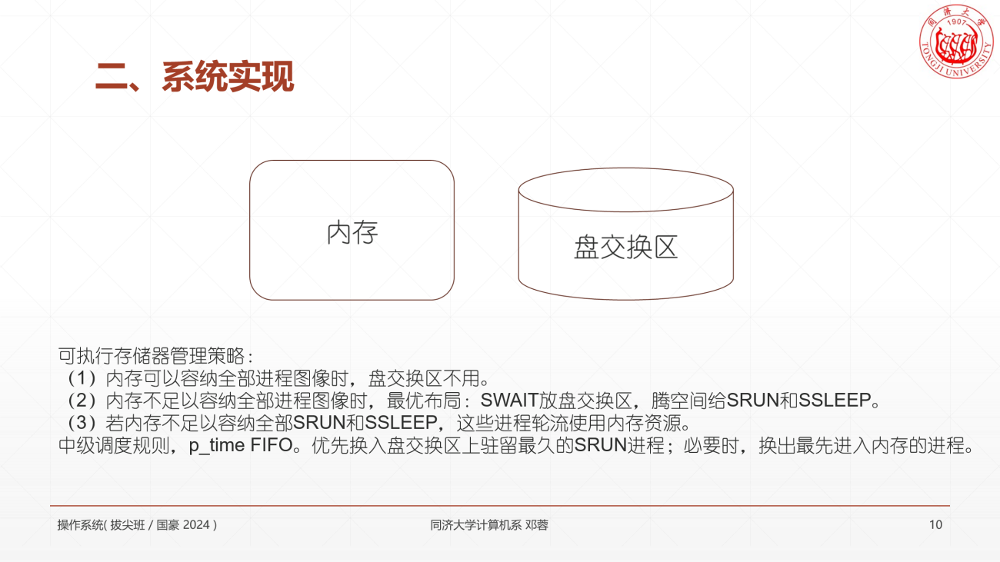 同济大学
1907
TONGJI UNIVERSITY
二、系统实现
内存
盘交换区
可执行存储器管理策略：
（1）内存可以容纳全部进程图像时，盘交换区不用。
（2）内存不足以容纳全部进程图像时，最优布局：SWAIT放盘交换区，腾空间给SRUN和SSLEEP。
（3）若内存不足以容纳全部SRUN和SSLEEP，这些进程轮流使用内存资源。
中级调度规则，p_time FIFO。优先换入盘交换区上驻留最久的SRUN进程；必要时，换出最先进入内存的进程。
操作系统( 拔尖班 / 国豪 2024 )
同济大学计算机系 邓蓉
10